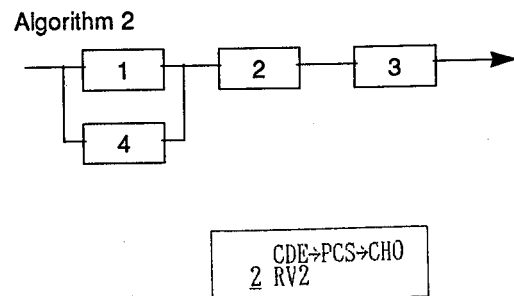 Algorithm 2
1 2 3
4
CDE→PCS→CHO
2 RV2